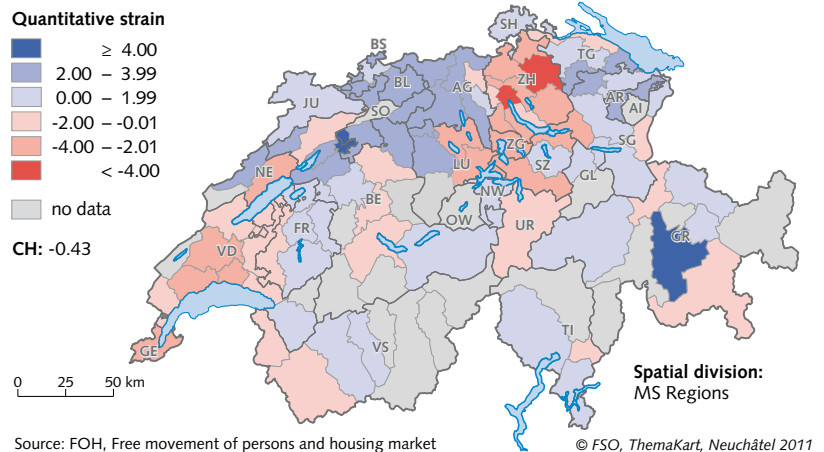 Quantitative strain
≥ 4.00
2.00 – 3.99
0.00 – 1.99
-2.00 – -0.01
-4.00 – -2.01
< -4.00
no data
CH: -0.43
SH
BS
TG
BL
ZH
AG
JU
SO
AR
AI
SG
ZG
LU
SZ
NE
GL
NW
BE
OW
UR
FR
GR
VD
TI
VS
GE
0 25 50 km
Spatial division:
MS Regions
Source: FOH, Free movement of persons and housing market
© FSO, ThemaKart, Neuchâtel 2011